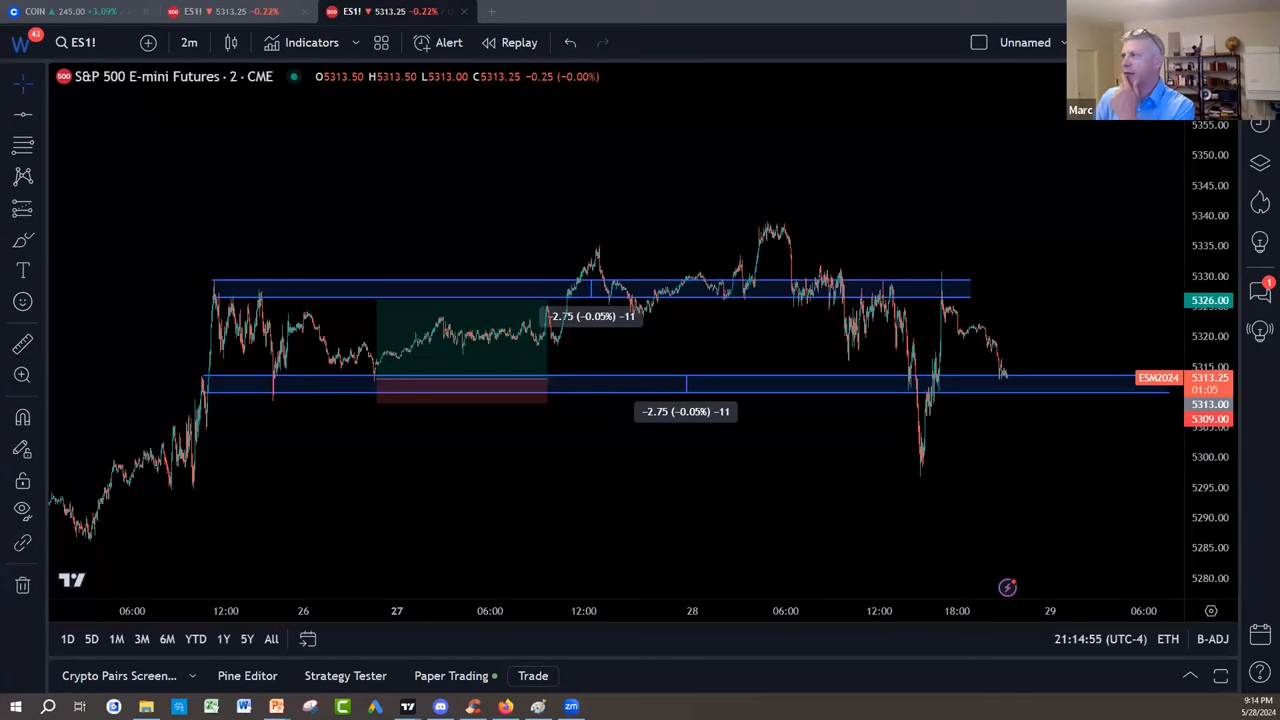 COIN ▲ 245.00 +3.09%
ES1! ▼ 5313.25 −0.22%
ES1! ▼ 5313.25 −0.22% /
43
ES1!
2m
Indicators
Alert
Replay
Unnamed
Marc
500
S&P 500 E-mini Futures · 2 · CME
O5313.50 H5313.50 L5313.00 C5313.25 −0.25 (−0.00%)
5355.00
5350.00
5345.00
5340.00
5335.00
5330.00
5326.00
5320.00
5315.00
ESM2024
5313.25
01:05
5313.00
5309.00
5305.00
5300.00
5295.00
5290.00
5285.00
5280.00
1
−2.75 (−0.05%) −11
−2.75 (−0.05%) −11
06:00
12:00
26
27
06:00
12:00
28
06:00
12:00
18:00
29
06:00
1D
5D
1M
3M
6M
YTD
1Y
5Y
All
21:14:55 (UTC-4)
ETH
B-ADJ
Crypto Pairs Screen...
Pine Editor
Strategy Tester
Paper Trading
Trade
zm
9:14 PM
5/28/2024